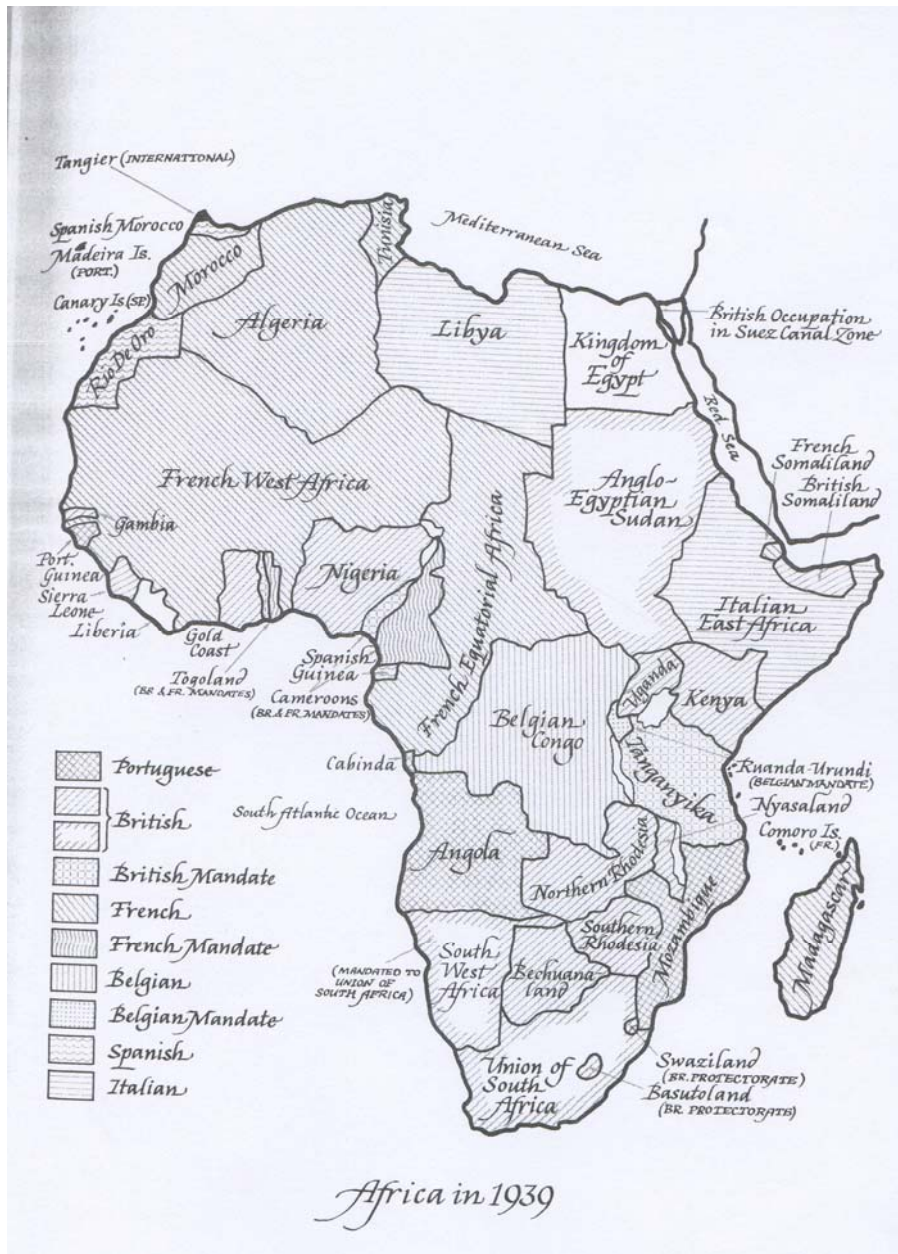 Tangier (INTERNATIONAL)
Spanish Morocco
Madeira Is.
(PORT.)
Canary Is (SP.)
Morocco
Rio De Oro
Algeria
Tunisia
Mediterranean Sea
Libya
Kingdom
of
Egypt
British Occupation
in Suez Canal Zone
Red Sea
French
Somaliland
British
Somaliland
French West Africa
Gambia
Port.
Guinea
Sierra
Leone
Liberia
Gold
Coast
Togoland
(BR & FR. MANDATES)
Nigeria
Spanish
Guinea
Cameroons
(BR & FR. MANDATES)
French Equatorial Africa
Anglo-
Egyptian
Sudan
Italian
East Africa
Uganda
Kenya
Belgian
Congo
Tanganyika
Ruanda-Urundi
(BELGIAN MANDATE)
Nyasaland
Comoro Is.
(FR.)
Cabinda
South Atlantic Ocean
Angola
Northern Rhodesia
Mozambique
Madagascar
Southern
Rhodesia
South
West
Africa
(MANDATED TO
UNION OF
SOUTH AFRICA)
Bechuana-
land
Union of
South
Africa
Swaziland
(BR. PROTECTORATE)
Basutoland
(BR PROTECTORATE)
Portuguese
British
British Mandate
French
French Mandate
Belgian
Belgian Mandate
Spanish
Italian
Africa in 1939